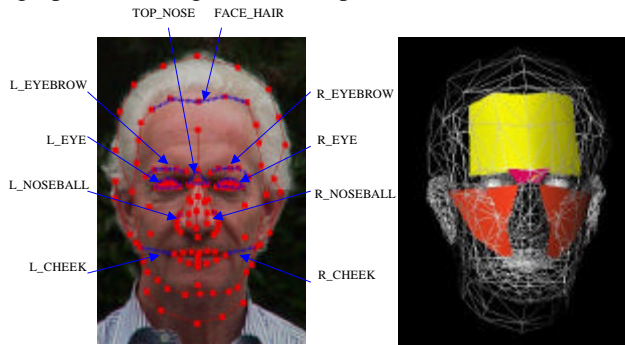 TOP_NOSE FACE_HAIR
L_EYEBROW R_EYEBROW
L_EYE R_EYE
L_NOSEBALL R_NOSEBALL
L_CHEEK R_CHEEK